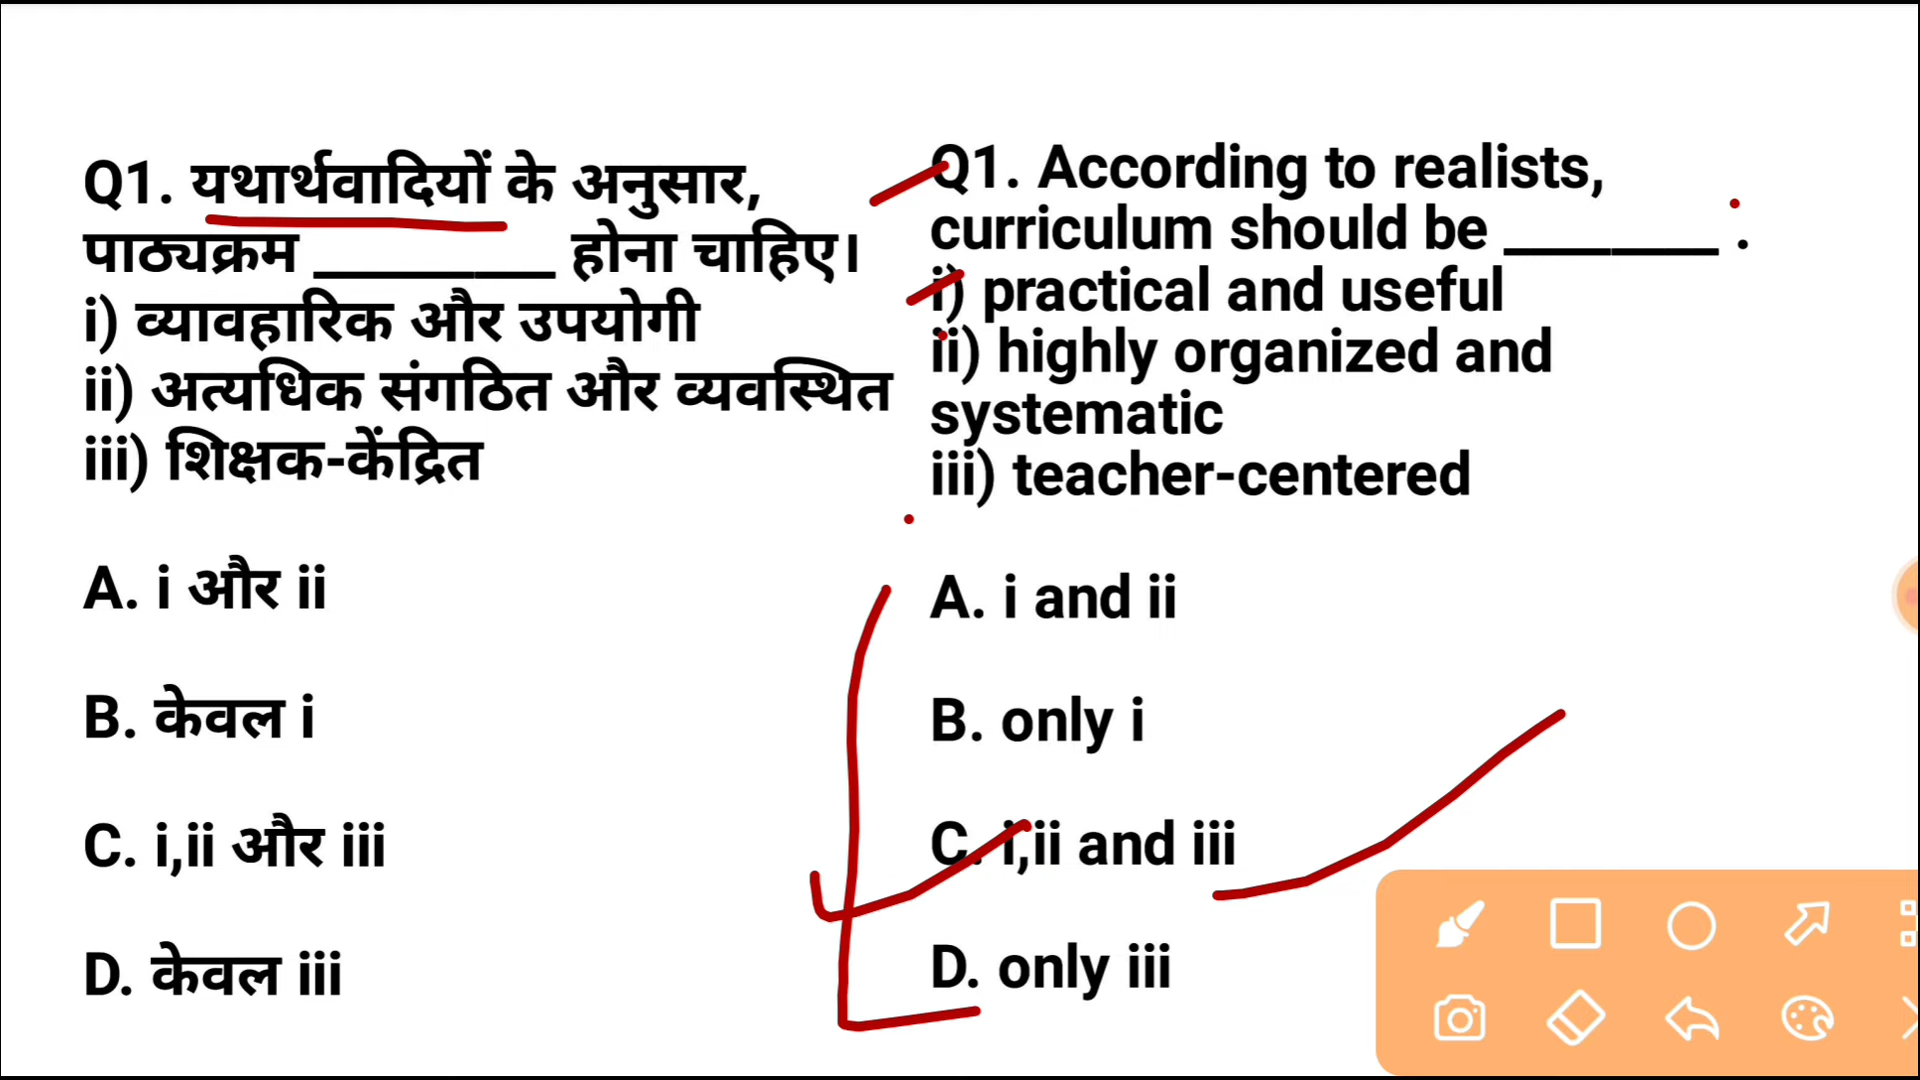 Q1. यथार्थवादियों के अनुसार,
पाठ्यक्रम _________ होना चाहिए।
i) व्यावहारिक और उपयोगी
ii) अत्यधिक संगठित और व्यवस्थित
iii) शिक्षक-केंद्रित
A. i और ii
B. केवल i
C. i,ii और iii
D. केवल iii
Q1. According to realists,
curriculum should be ________ .
i) practical and useful
ii) highly organized and
systematic
iii) teacher-centered
A. i and ii
B. only i
C. i,ii and iii
D. only iii